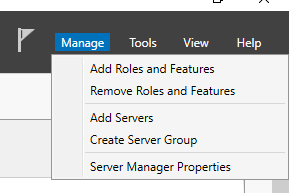 Manage Tools View Help
Add Roles and Features
Remove Roles and Features
Add Servers
Create Server Group
Server Manager Properties